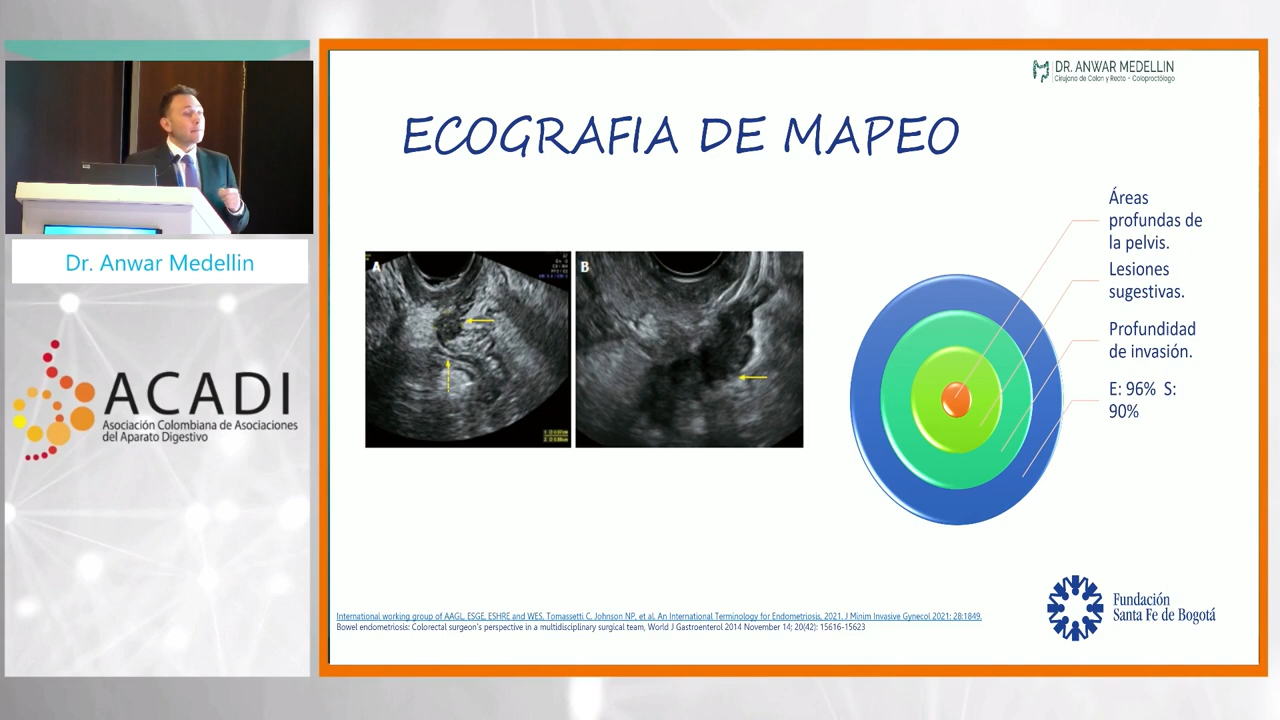 DR. ANWAR MEDELLIN
Cirujano de Colon y Recto - Coloproctólogo
ECOGRAFIA DE MAPEO
Áreas
profundas de
la pelvis.
Lesiones
sugestivas.
Profundidad
de invasión.
E: 96% S:
90%
A
B
Dr. Anwar Medellin
ACADI
Asociación Colombiana de Asociaciones
del Aparato Digestivo
International working group of AAGL, ESGE, ESHRE and WES, Tomassetti C, Johnson NP, et al. An International Terminology for Endometriosis, 2021. J Minim Invasive Gynecol 2021; 28:1849.
Bowel endometriosis: Colorectal surgeon's perspective in a multidisciplinary surgical team, World J Gastroenterol 2014 November 14; 20(42): 15616-15623
Fundación
Santa Fe de Bogotá